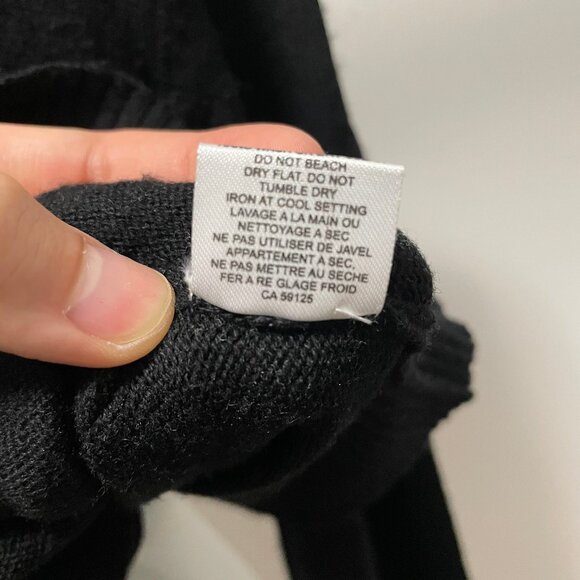 DO NOT BEACH
DRY FLAT. DO NOT
TUMBLE DRY
IRON AT COOL SETTING
LAVAGE A LA MAIN OU
NETTOYAGE A SEC
NE PAS UTILISER DE JAVEL
APPARTEMENT A SEC,
NE PAS METTRE AU SECHE
FER A RE GLAGE FROID
CA 59125